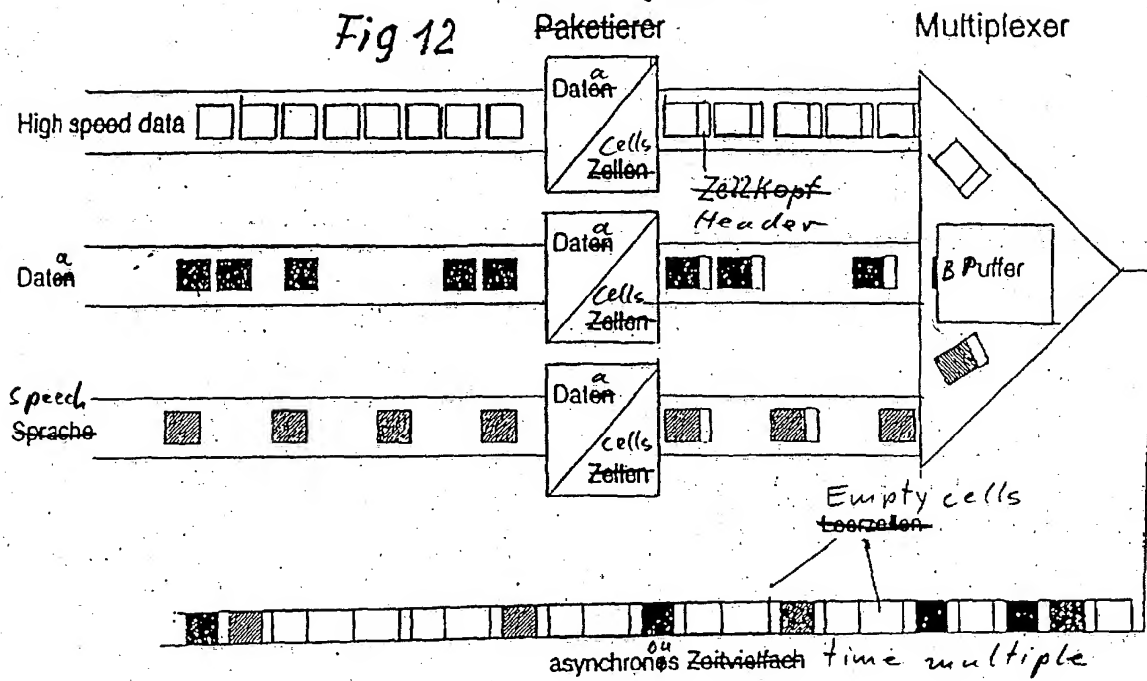 Fig 12
Paketierer
Multiplexer
High speed data
Daten a
cells
Zellen
Zellkopf
Header
Daten a
Daten a
cells
Zellen
B Puffer
speech
Sprache
Daten a
cells
Zellen
Empty cells
Leerzellen
asynchrones ou Zeitvielfach time multiple